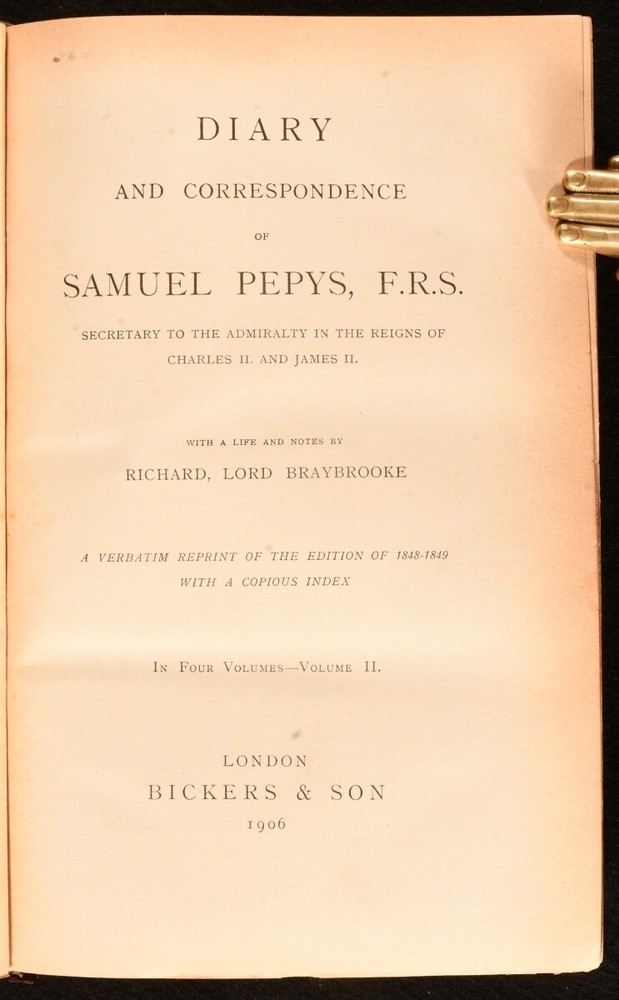 DIARY
AND CORRESPONDENCE
OF
SAMUEL PEPYS, F.R.S.
SECRETARY TO THE ADMIRALTY IN THE REIGNS OF
CHARLES II. AND JAMES II.
WITH A LIFE AND NOTES BY
RICHARD, LORD BRAYBROOKE
A VERBATIM REPRINT OF THE EDITION OF 1848-1849
WITH A COPIOUS INDEX
In Four Volumes—Volume II.
LONDON
BICKERS & SON
1906